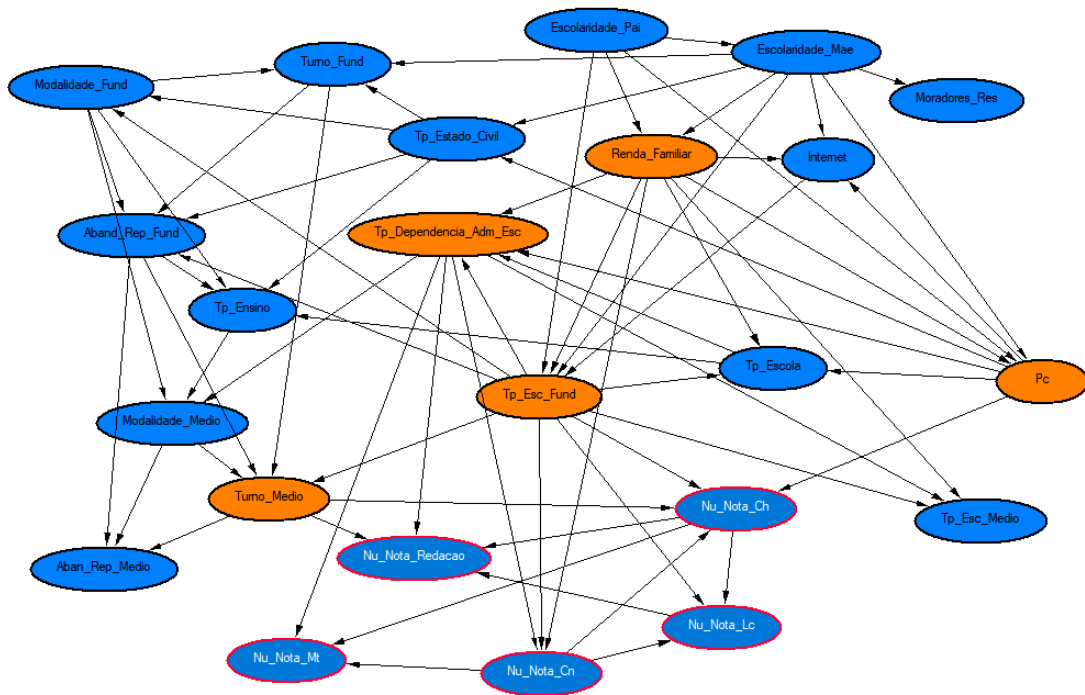 Escolaridade_Pai
Escolaridade_Mae
Turno_Fund
Modalidade_Fund
Moradores_Res
Tp_Estado_Civil
Renda_Familiar
Internet
Aband_Rep_Fund
Tp_Dependencia_Adm_Esc
Tp_Ensino
Tp_Escola
Pc
Tp_Esc_Fund
Modalidade_Medio
Turno_Medio
Nu_Nota_Ch
Tp_Esc_Medio
Nu_Nota_Redacao
Aban_Rep_Medio
Nu_Nota_Lc
Nu_Nota_Mt
Nu_Nota_Cn